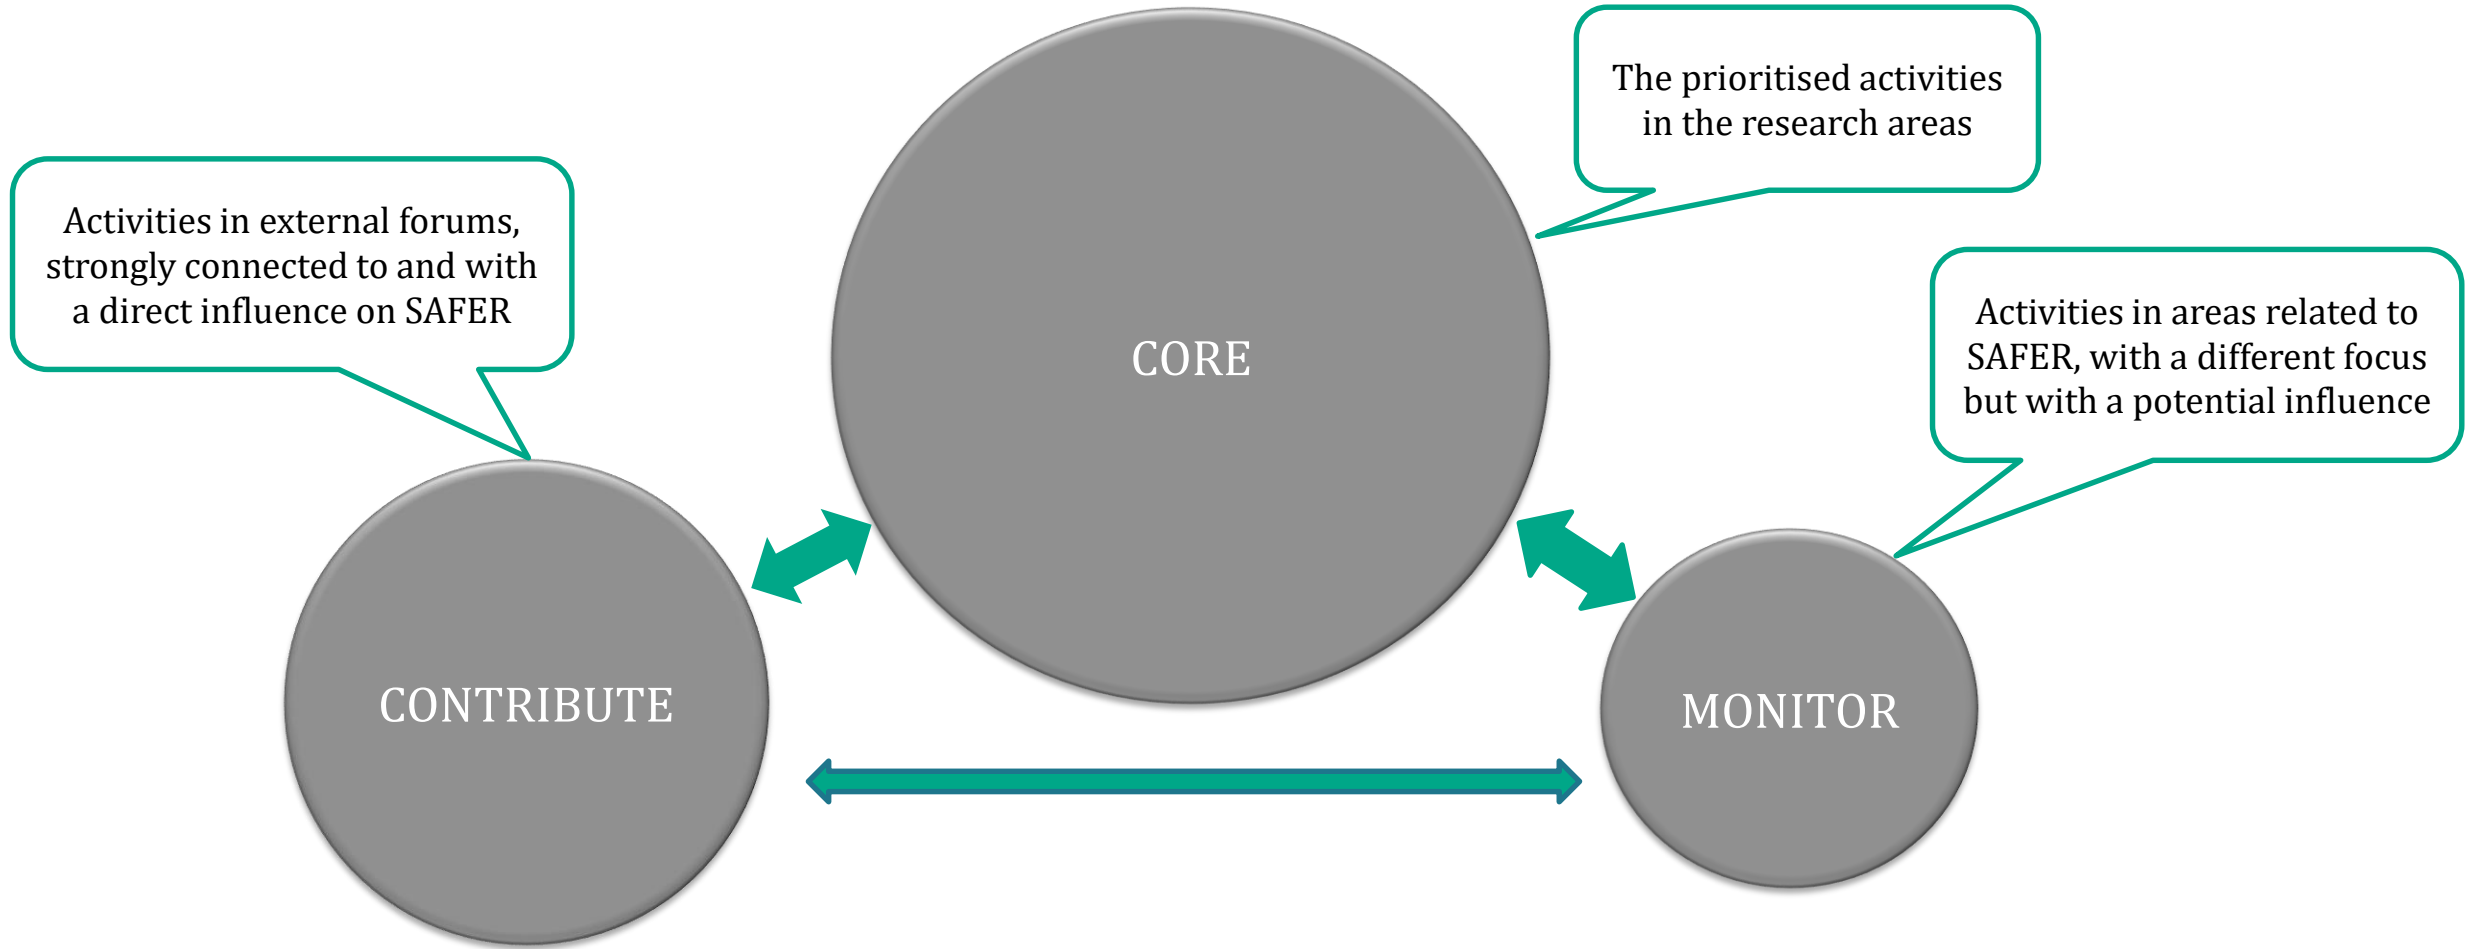 The prioritised activities
in the research areas
Activities in external forums,
strongly connected to and with
a direct influence on SAFER
Activities in areas related to
SAFER, with a different focus
but with a potential influence
CORE
CONTRIBUTE
MONITOR